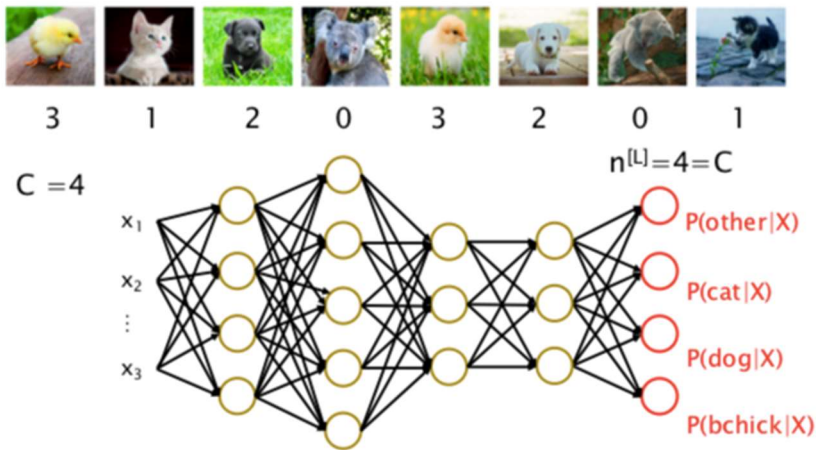 3 1 2 0 3 2 0 1
n[L]=4=C
C =4
x1
P(other|X)
x2
P(cat|X)
⋮
x3
P(dog|X)
P(bchick|X)